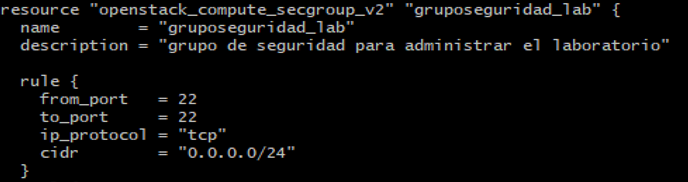 resource "openstack_compute_secgroup_v2" "gruposeguridad_lab" {
  name        = "gruposeguridad_lab"
  description = "grupo de seguridad para administrar el laboratorio"

  rule {
    from_port   = 22
    to_port     = 22
    ip_protocol = "tcp"
    cidr        = "0.0.0.0/24"
  }